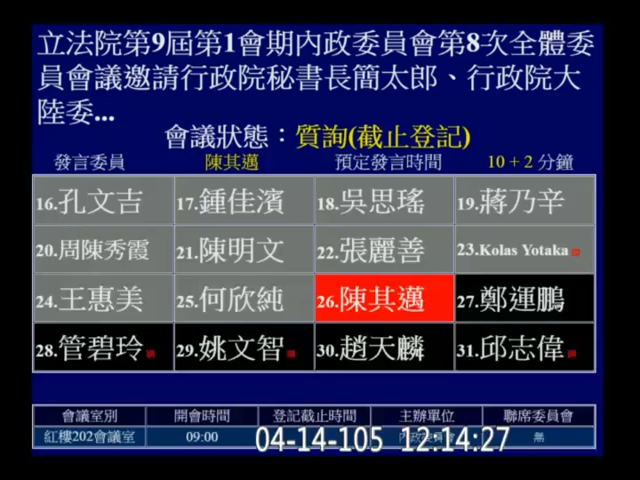 立法院第9屆第1會期內政委員會第8次全體委
員會議邀請行政院秘書長簡太郎、行政院大
陸委...
會議狀態：質詢(截止登記)
發言委員 陳其邁 預定發言時間 10 + 2 分鐘
16.孔文吉 17.鍾佳濱 18.吳思瑤 19.蔣乃辛
20.周陳秀霞 21.陳明文 22.張麗善 23.Kolas Yotaka
24.王惠美 25.何欣純 26.陳其邁 27.鄭運鵬
28.管碧玲 29.姚文智 30.趙天麟 31.邱志偉
會議室別 開會時間 登記截止時間 主辦單位 聯席委員會
紅樓202會議室 09:00 無
04-14-105 12:14:27